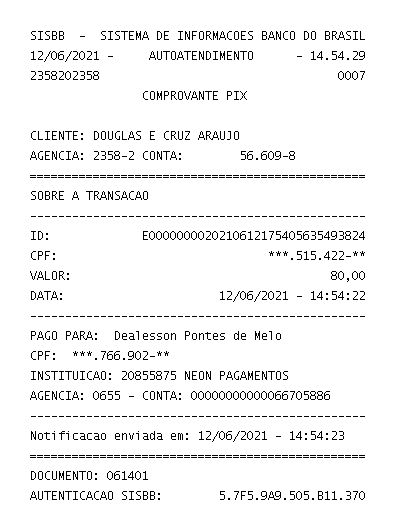 SISBB - SISTEMA DE INFORMACOES BANCO DO BRASIL
12/06/2021 - AUTOATENDIMENTO - 14.54.29
2358202358 0007
COMPROVANTE PIX
CLIENTE: DOUGLAS E CRUZ ARAUJO
AGENCIA: 2358-2 CONTA: 56.609-8
================================================
SOBRE A TRANSACAO
------------------------------------------------
ID: E00000000202106121754056354​93824
CPF: ***.515.422-**
VALOR: 80,00
DATA: 12/06/2021 - 14:54:22
------------------------------------------------
PAGO PARA: Dealesson Pontes de Melo
CPF: ***.766.902-**
INSTITUICAO: 20855875 NEON PAGAMENTOS
AGENCIA: 0655 - CONTA: 00000000000066705886
------------------------------------------------
Notificacao enviada em: 12/06/2021 - 14:54:23
================================================
DOCUMENTO: 061401
AUTENTICACAO SISBB: 5.7F5.9A9.505.B11.370